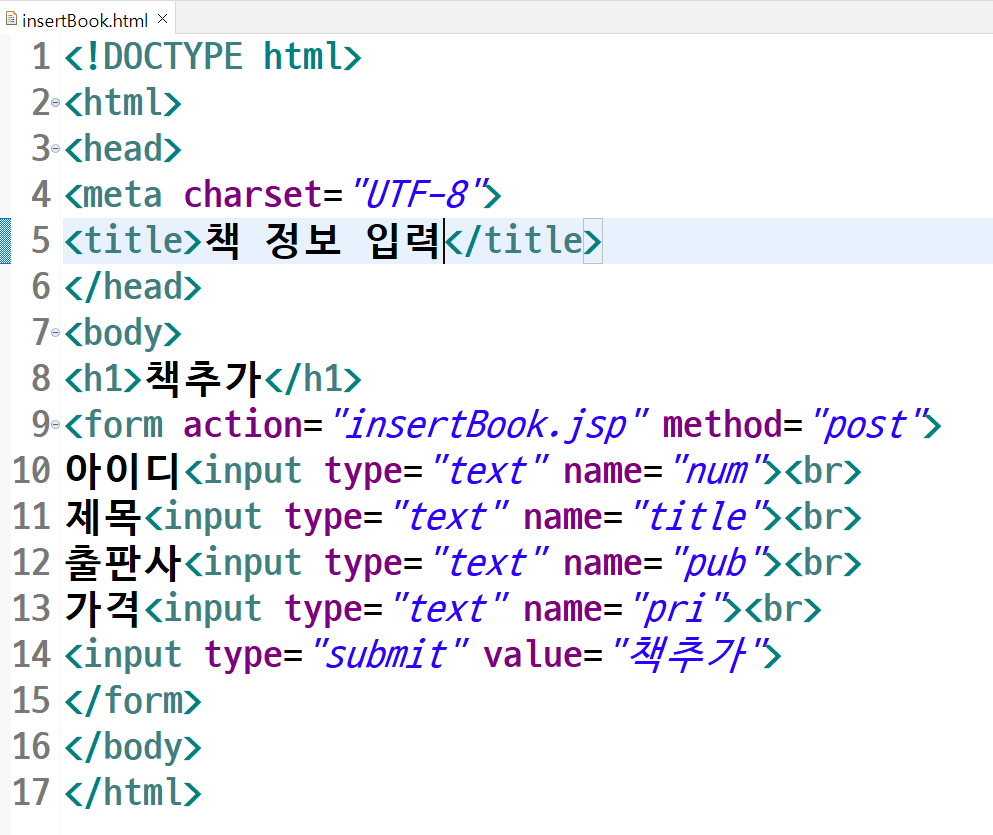 insertBook.html
1 <!DOCTYPE html>
2 <html>
3 <head>
4 <meta charset="UTF-8">
5 <title>책 정보 입력</title>
6 </head>
7 <body>
8 <h1>책추가</h1>
9 <form action="insertBook.jsp" method="post">
10 아이디<input type="text" name="num"><br>
11 제목<input type="text" name="title"><br>
12 출판사<input type="text" name="pub"><br>
13 가격<input type="text" name="pri"><br>
14 <input type="submit" value="책추가">
15 </form>
16 </body>
17 </html>